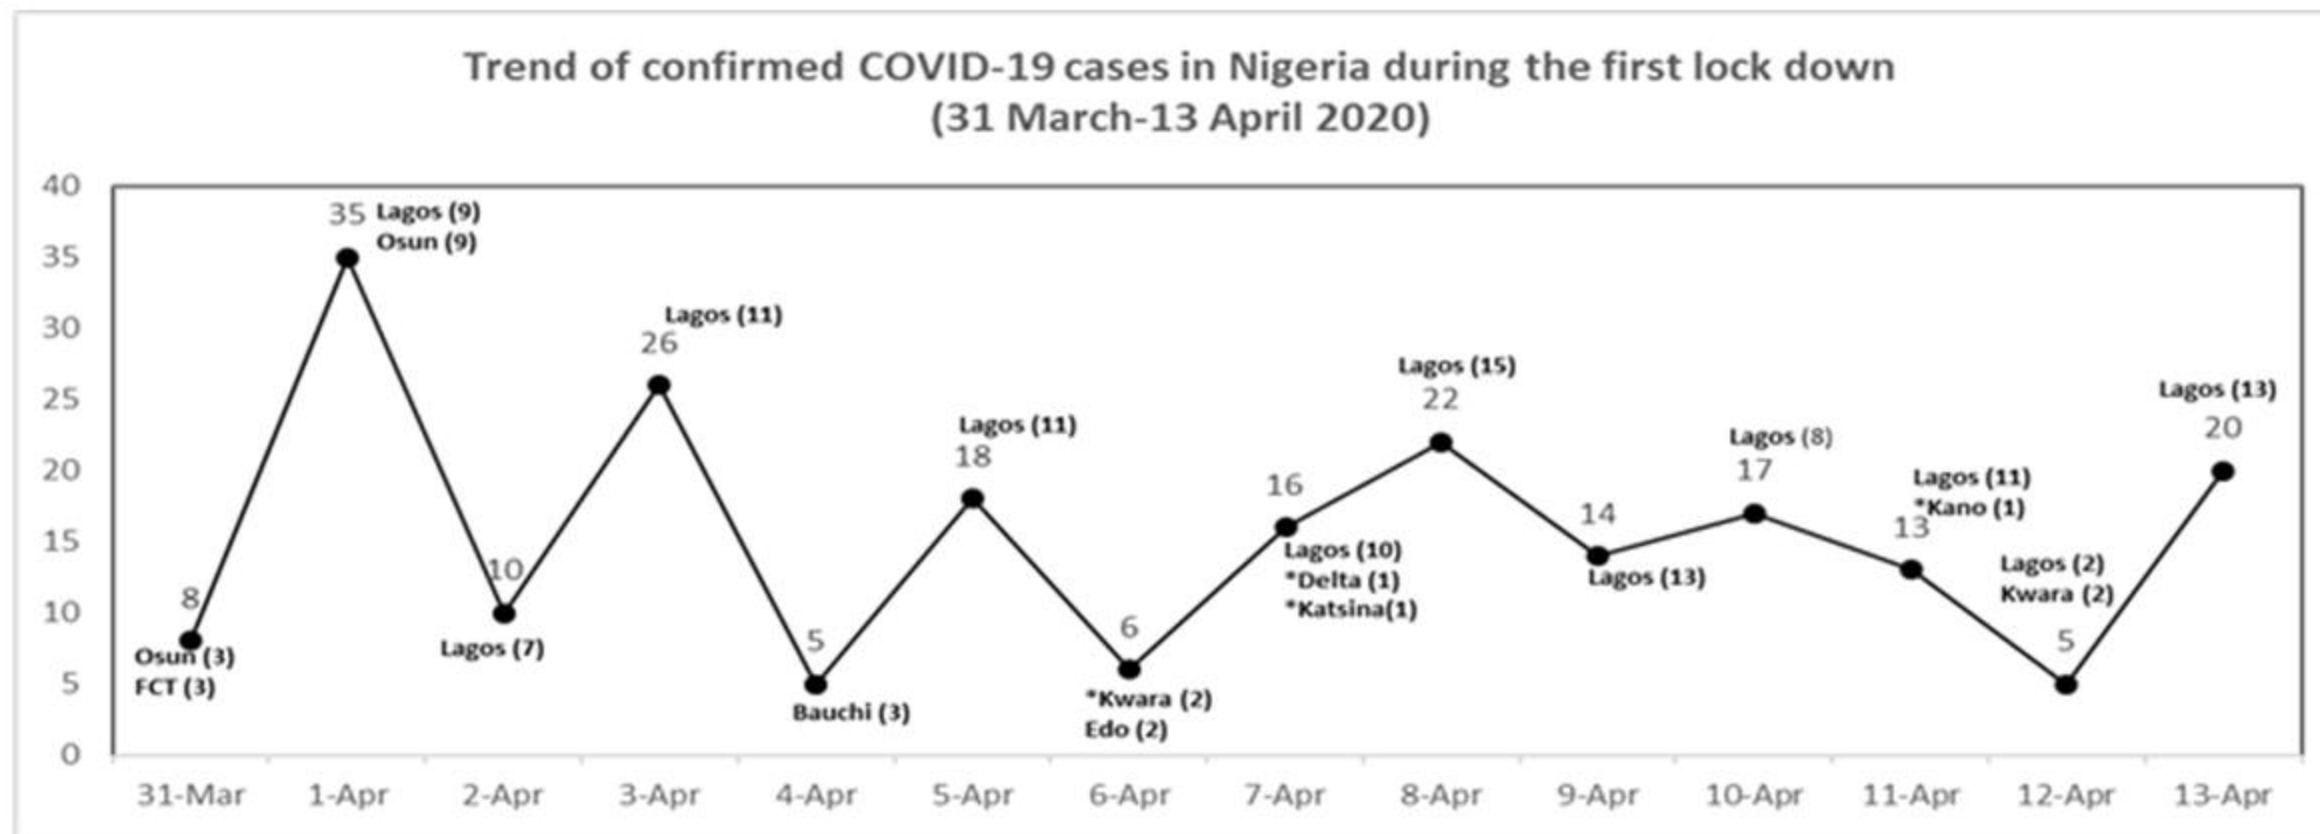 Trend of confirmed COVID-19 cases in Nigeria during the first lock down
(31 March-13 April 2020)
40
35
30
25
20
15
10
5
0
8
Osun (3)
FCT (3)
35
Lagos (9)
Osun (9)
10
Lagos (7)
Lagos (11)
26
5
Bauchi (3)
Lagos (11)
18
6
*Kwara (2)
Edo (2)
16
Lagos (10)
*Delta (1)
*Katsina(1)
Lagos (15)
22
14
Lagos (13)
Lagos (8)
17
Lagos (11)
*Kano (1)
13
Lagos (2)
Kwara (2)
5
Lagos (13)
20
31-Mar
1-Apr
2-Apr
3-Apr
4-Apr
5-Apr
6-Apr
7-Apr
8-Apr
9-Apr
10-Apr
11-Apr
12-Apr
13-Apr